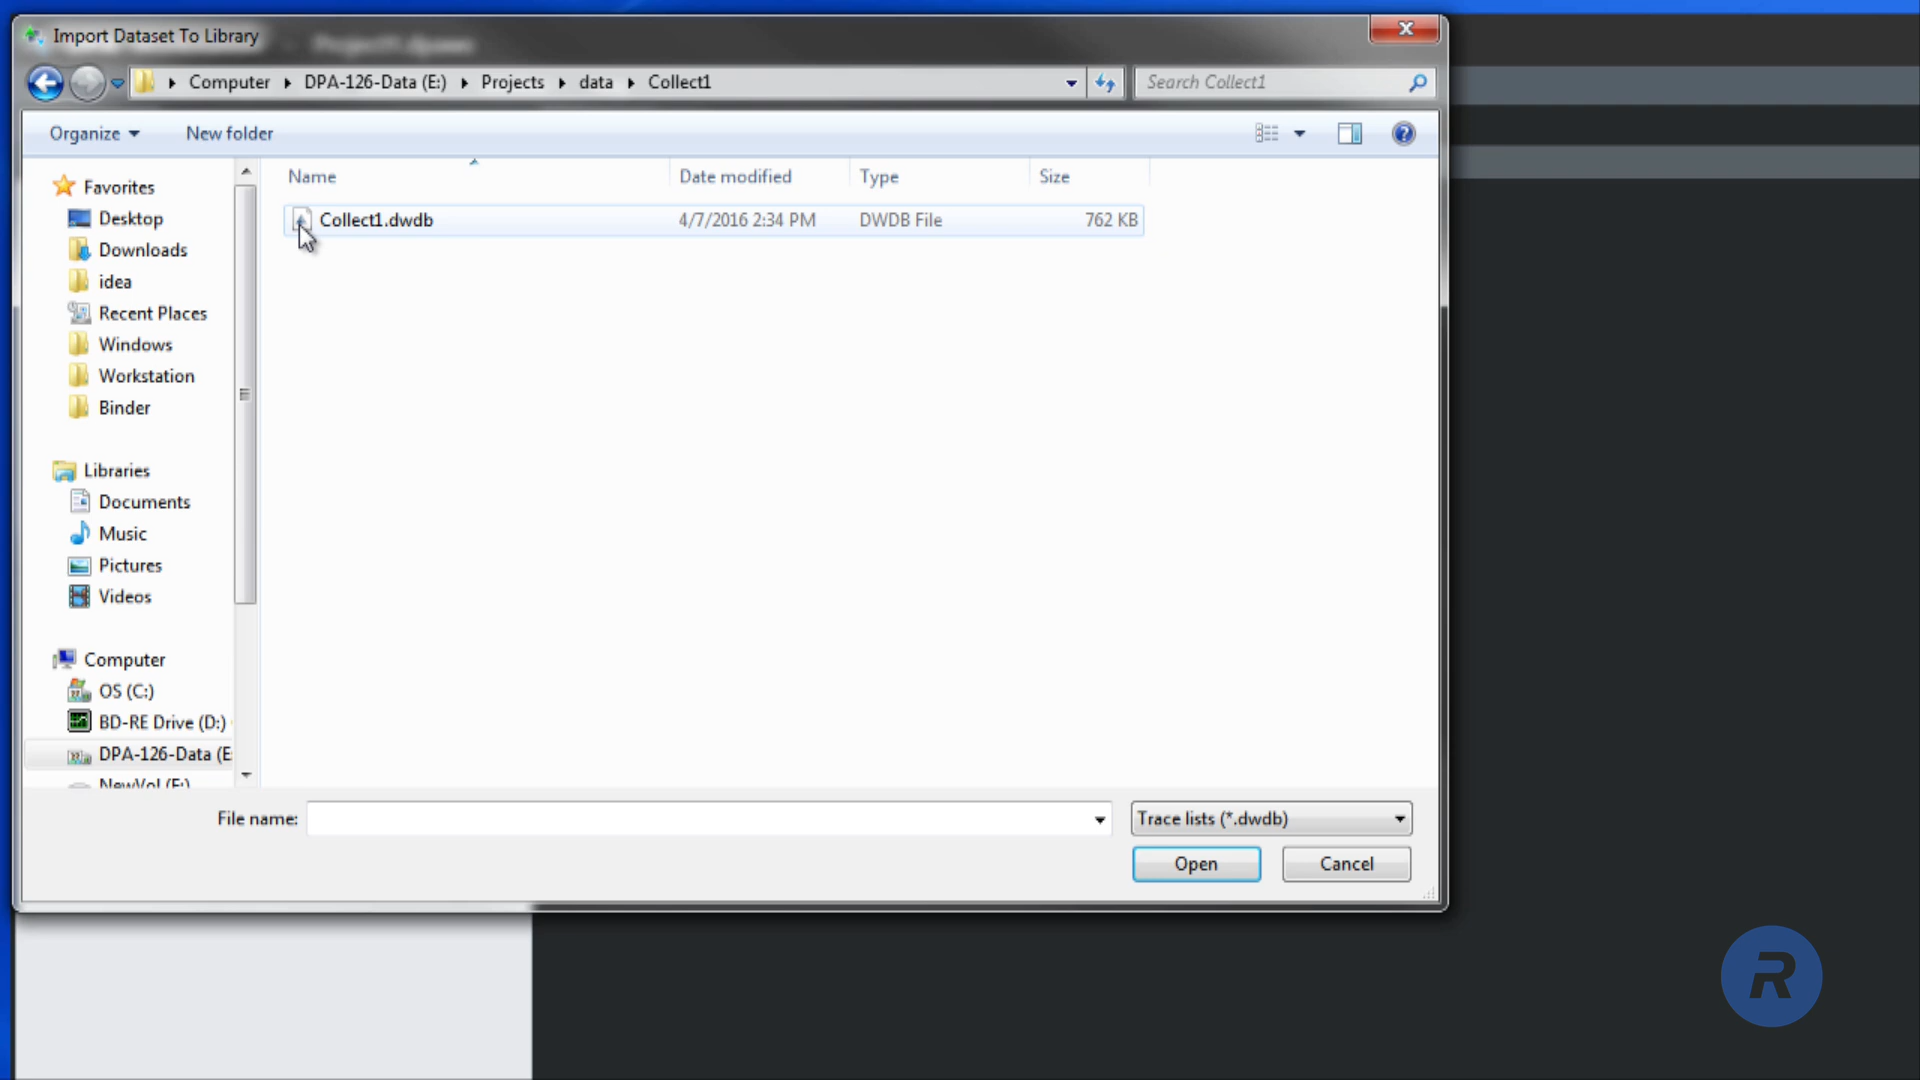 Import Dataset To Library
Computer DPA-126-Data (E:) Projects data Collect1
Search Collect1
Organize New folder
Name Date modified Type Size
Collect1.dwdb 4/7/2016 2:34 PM DWDB File 762 KB
Favorites
Desktop
Downloads
idea
Recent Places
Windows
Workstation
Binder
Libraries
Documents
Music
Pictures
Videos
Computer
OS (C:)
BD-RE Drive (D:)
DPA-126-Data (E:
NewVol (F:)
File name: Trace lists (*.dwdb)
Open Cancel
R